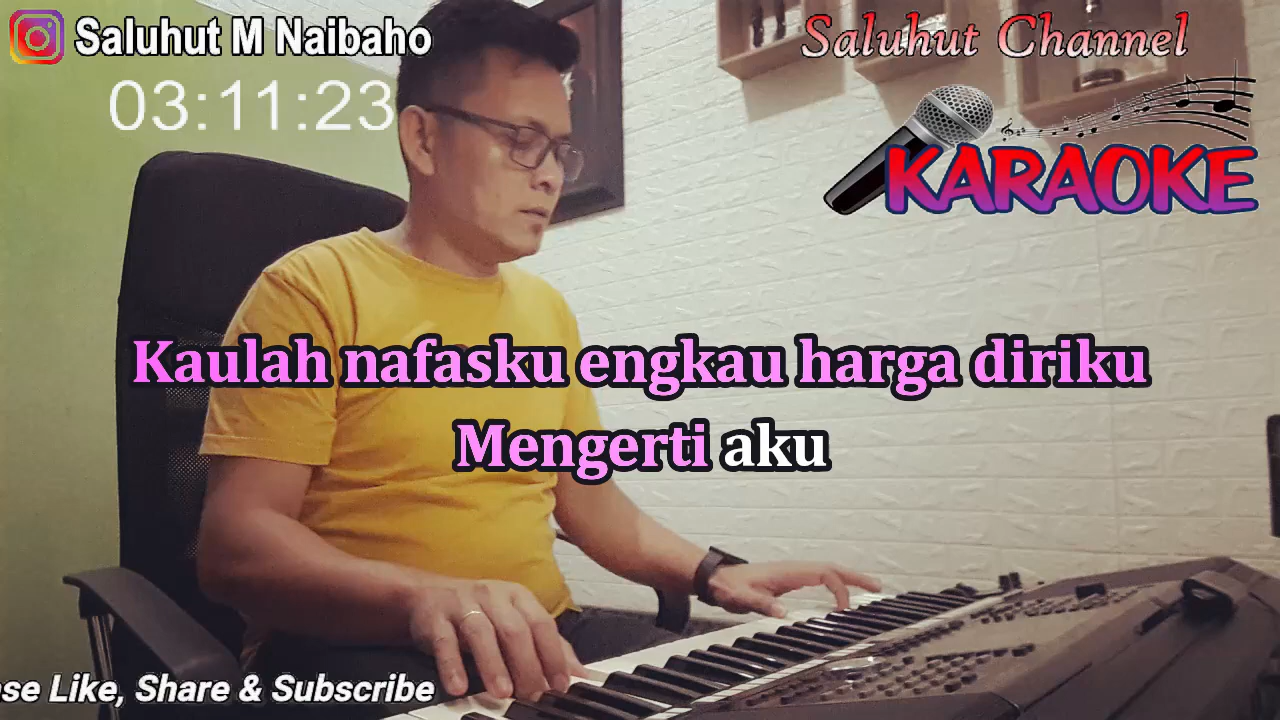 Saluhut M Naibaho
Saluhut Channel
03:11:23
KARAOKE
Kaulah nafasku engkau harga diriku
Mengerti aku
se Like, Share & Subscribe